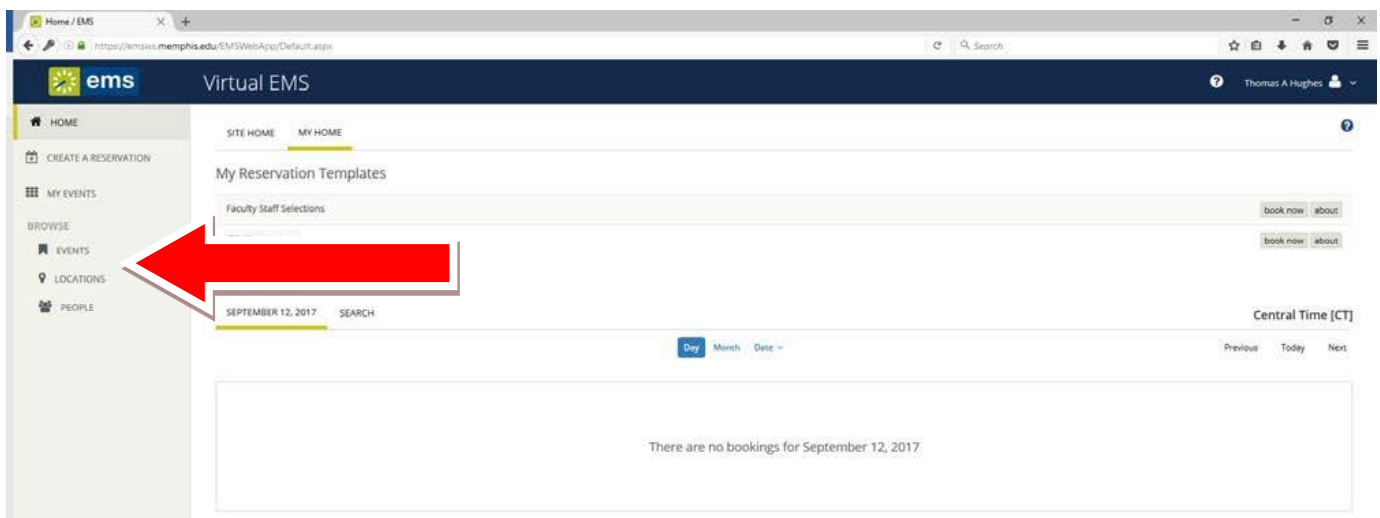 Home / EMS
https://emsiis.memphis.edu/EMSWebApp/Default.aspx
Search
ems
Virtual EMS
Thomas A Hughes
HOME
SITE HOME MY HOME
CREATE A RESERVATION
My Reservation Templates
MY EVENTS
Faculty Staff Selections book now about
BROWSE
EVENTS
book now about
LOCATIONS
PEOPLE
SEPTEMBER 12, 2017 SEARCH Central Time [CT]
Day Month Date Previous Today Next
There are no bookings for September 12, 2017